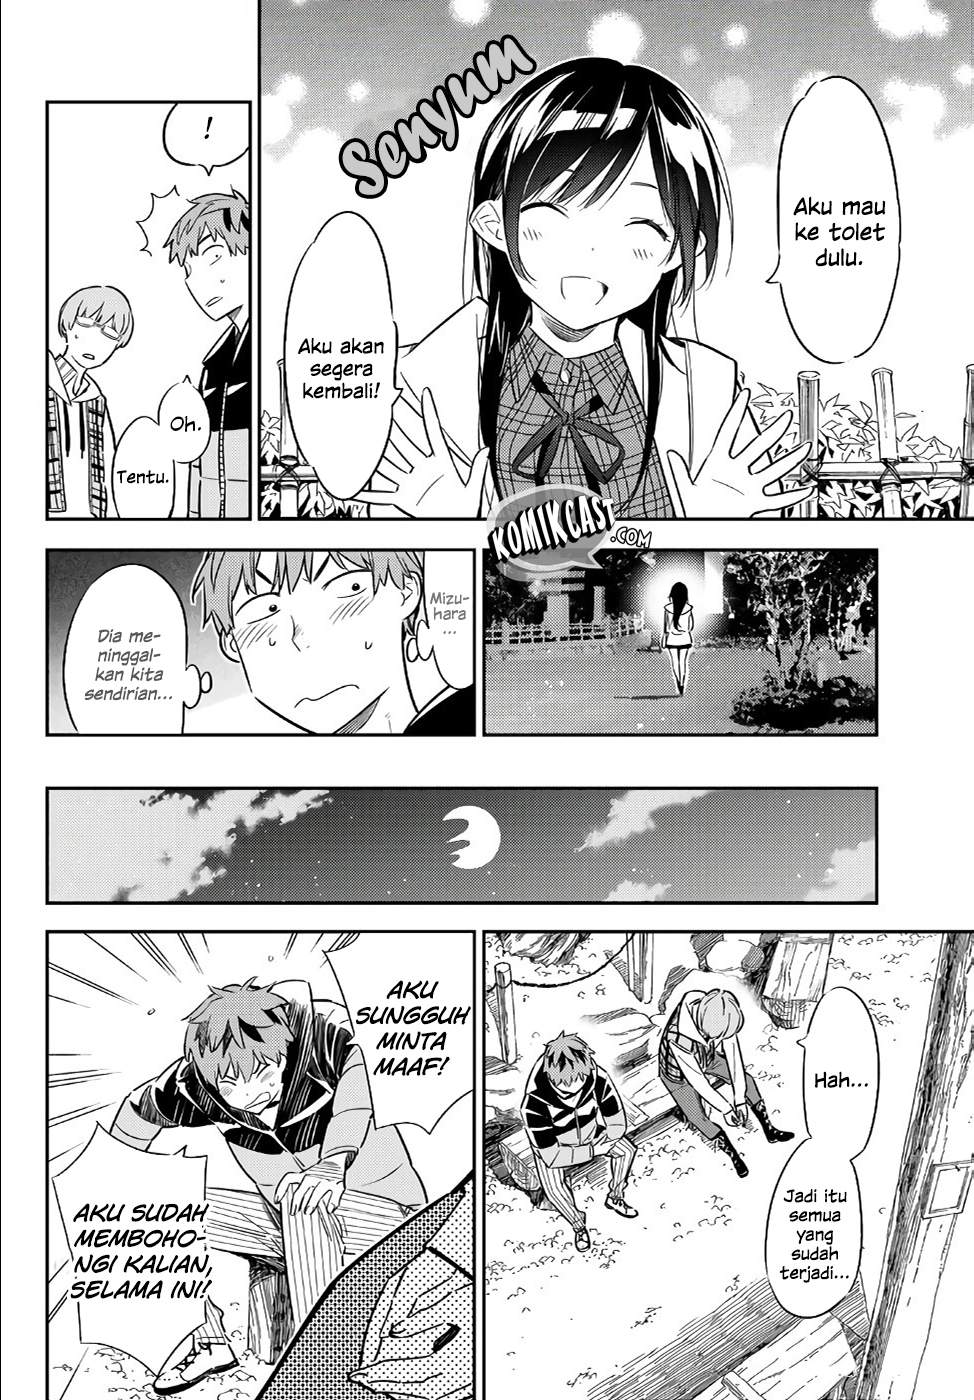 Aku mau
ke tolet
dulu.
Senyum
Aku akan
segera
kembali!
!
Oh.
Tentu.
KOMIKCAST
.COM
Mizu-
hara
...
Dia me-
ninggal-
kan kita
sendirian...
Hah...
Jadi itu
semua
yang
sudah
terjadi...
AKU
SUNGGUH
MINTA
MAAF!
AKU SUDAH
MEMBOHO-
NGI KALIAN,
SELAMA INI!